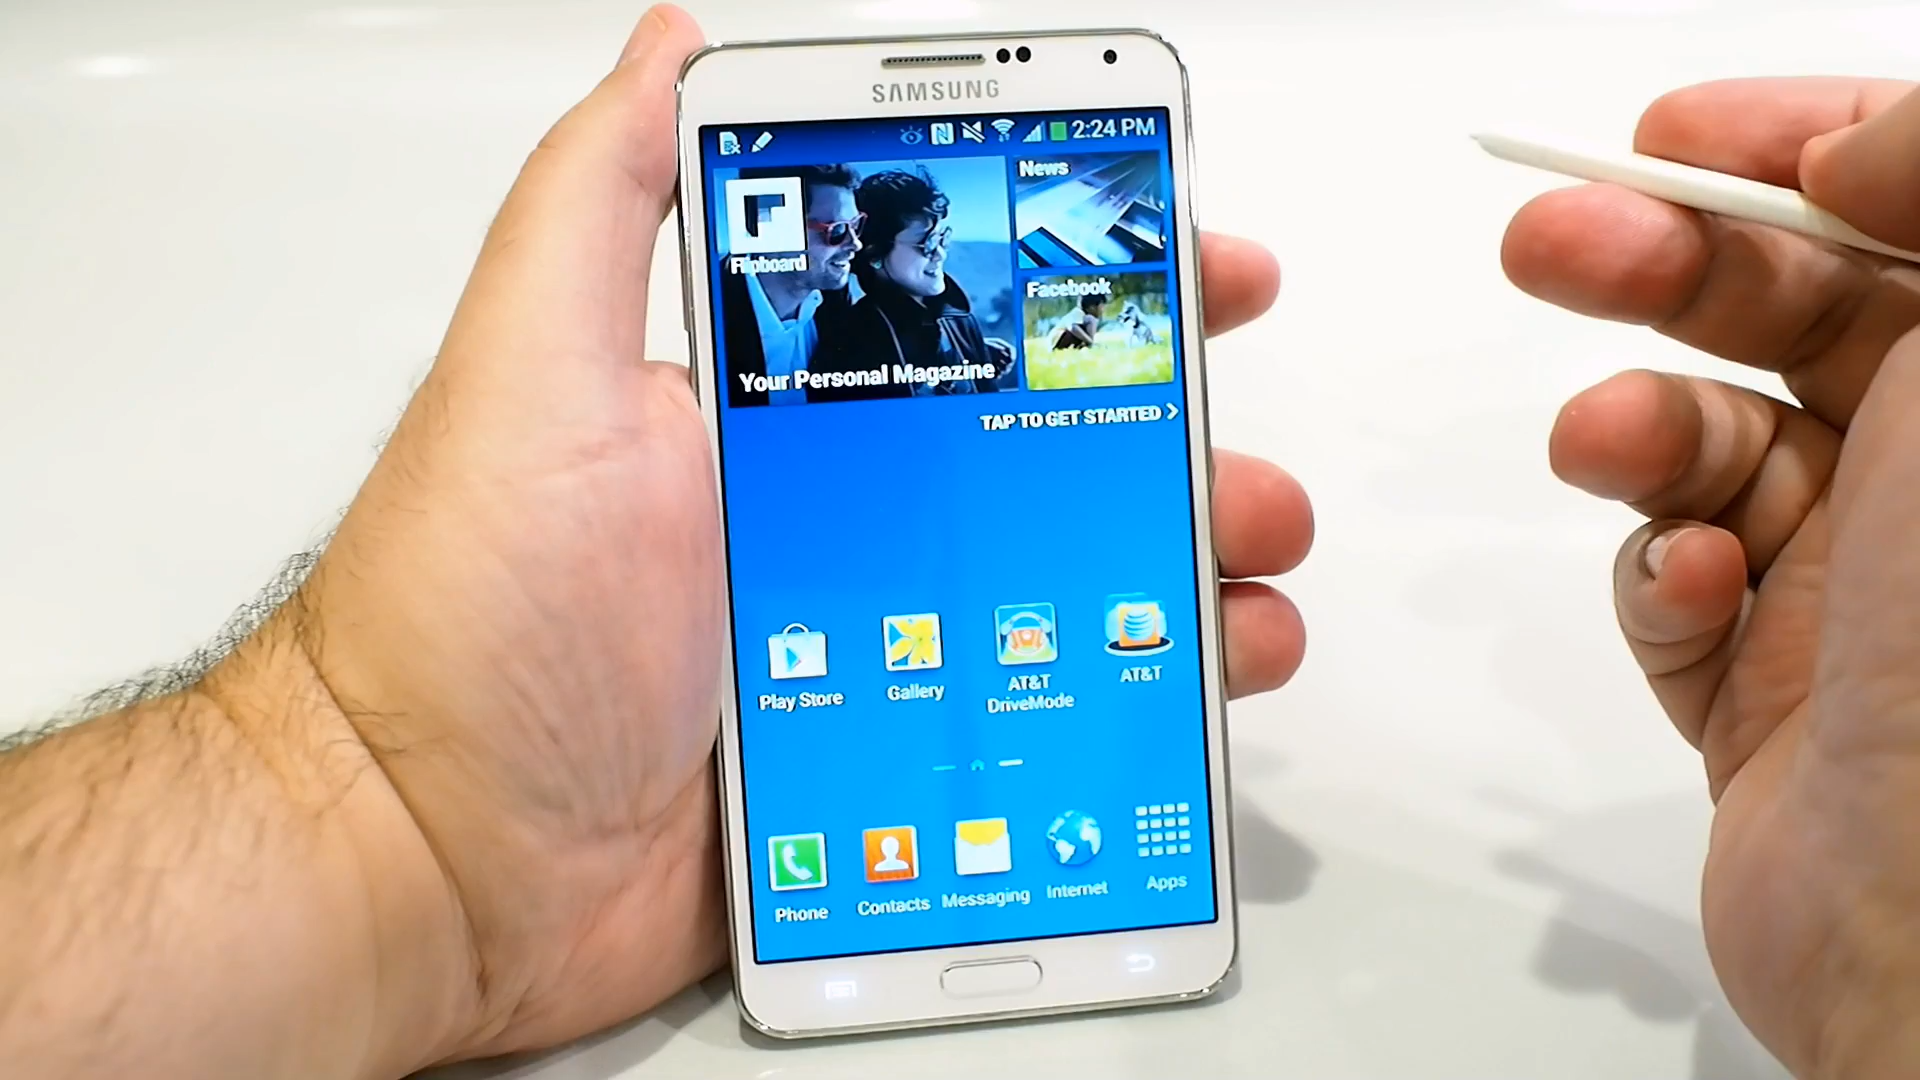 SAMSUNG
2:24 PM
News
Flipboard
Facebook
Your Personal Magazine
TAP TO GET STARTED
Play Store
Gallery
AT&T
DriveMode
AT&T
Phone
Contacts
Messaging
Internet
Apps